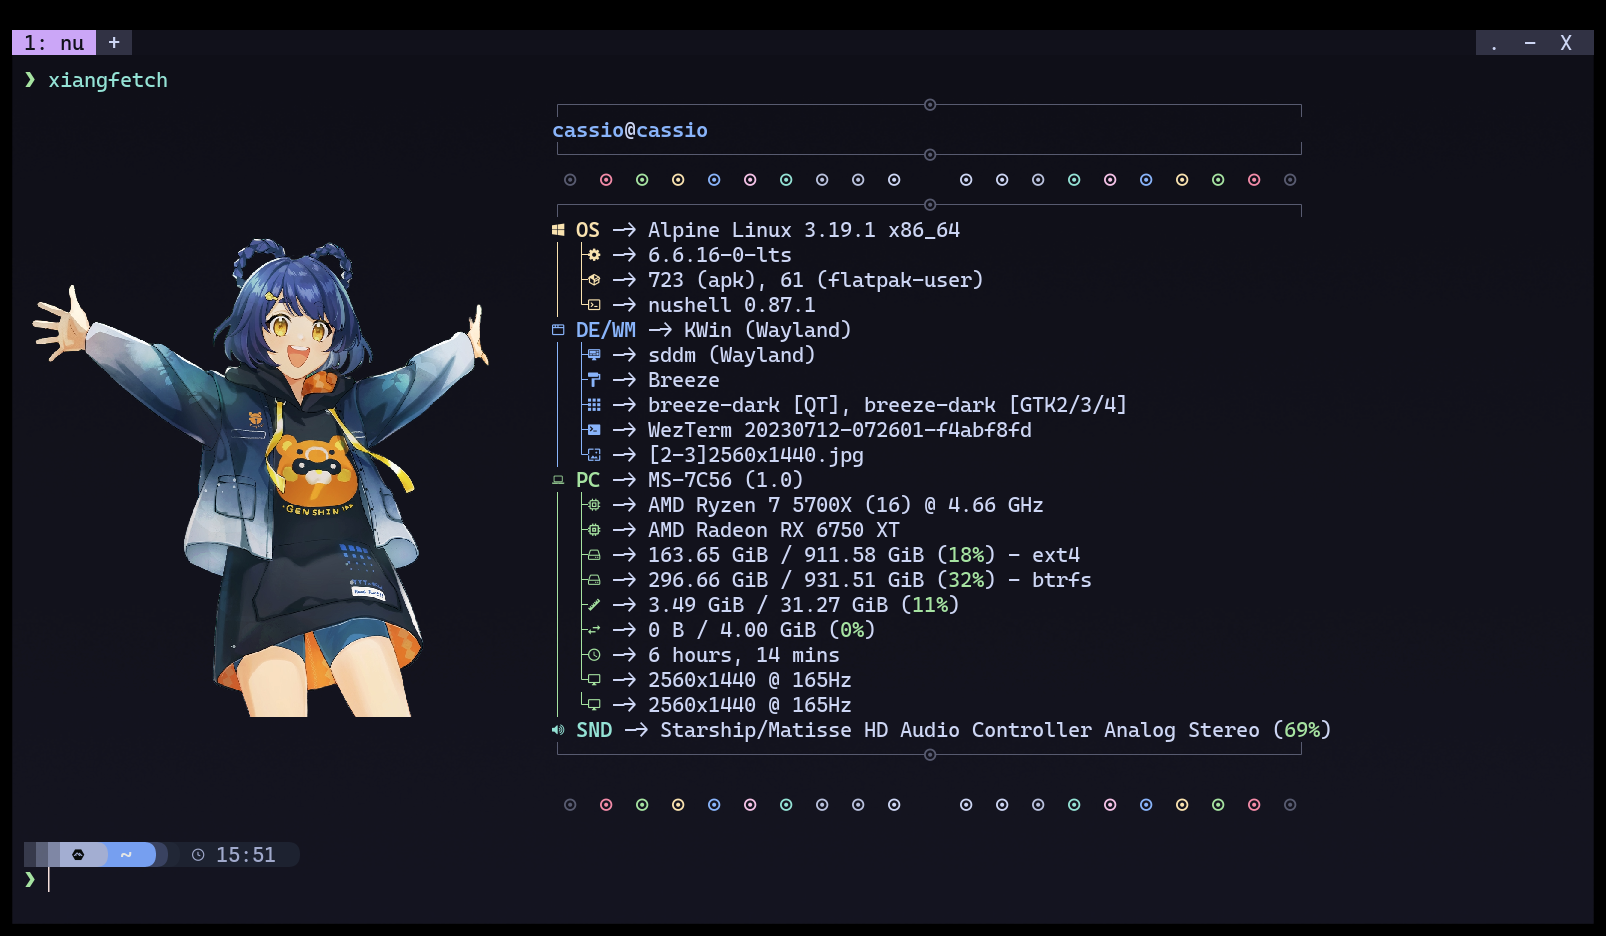 1: nu +
. - X
❯ xiangfetch
cassio@cassio
OS -> Alpine Linux 3.19.1 x86_64
-> 6.6.16-0-lts
-> 723 (apk), 61 (flatpak-user)
-> nushell 0.87.1
DE/WM -> KWin (Wayland)
-> sddm (Wayland)
-> Breeze
-> breeze-dark [QT], breeze-dark [GTK2/3/4]
-> WezTerm 20230712-072601-f4abf8fd
-> [2-3]2560x1440.jpg
PC -> MS-7C56 (1.0)
-> AMD Ryzen 7 5700X (16) @ 4.66 GHz
-> AMD Radeon RX 6750 XT
-> 163.65 GiB / 911.58 GiB (18%) - ext4
-> 296.66 GiB / 931.51 GiB (32%) - btrfs
-> 3.49 GiB / 31.27 GiB (11%)
-> 0 B / 4.00 GiB (0%)
-> 6 hours, 14 mins
-> 2560x1440 @ 165Hz
-> 2560x1440 @ 165Hz
SND -> Starship/Matisse HD Audio Controller Analog Stereo (69%)
GENSHIN
~ 15:51
❯